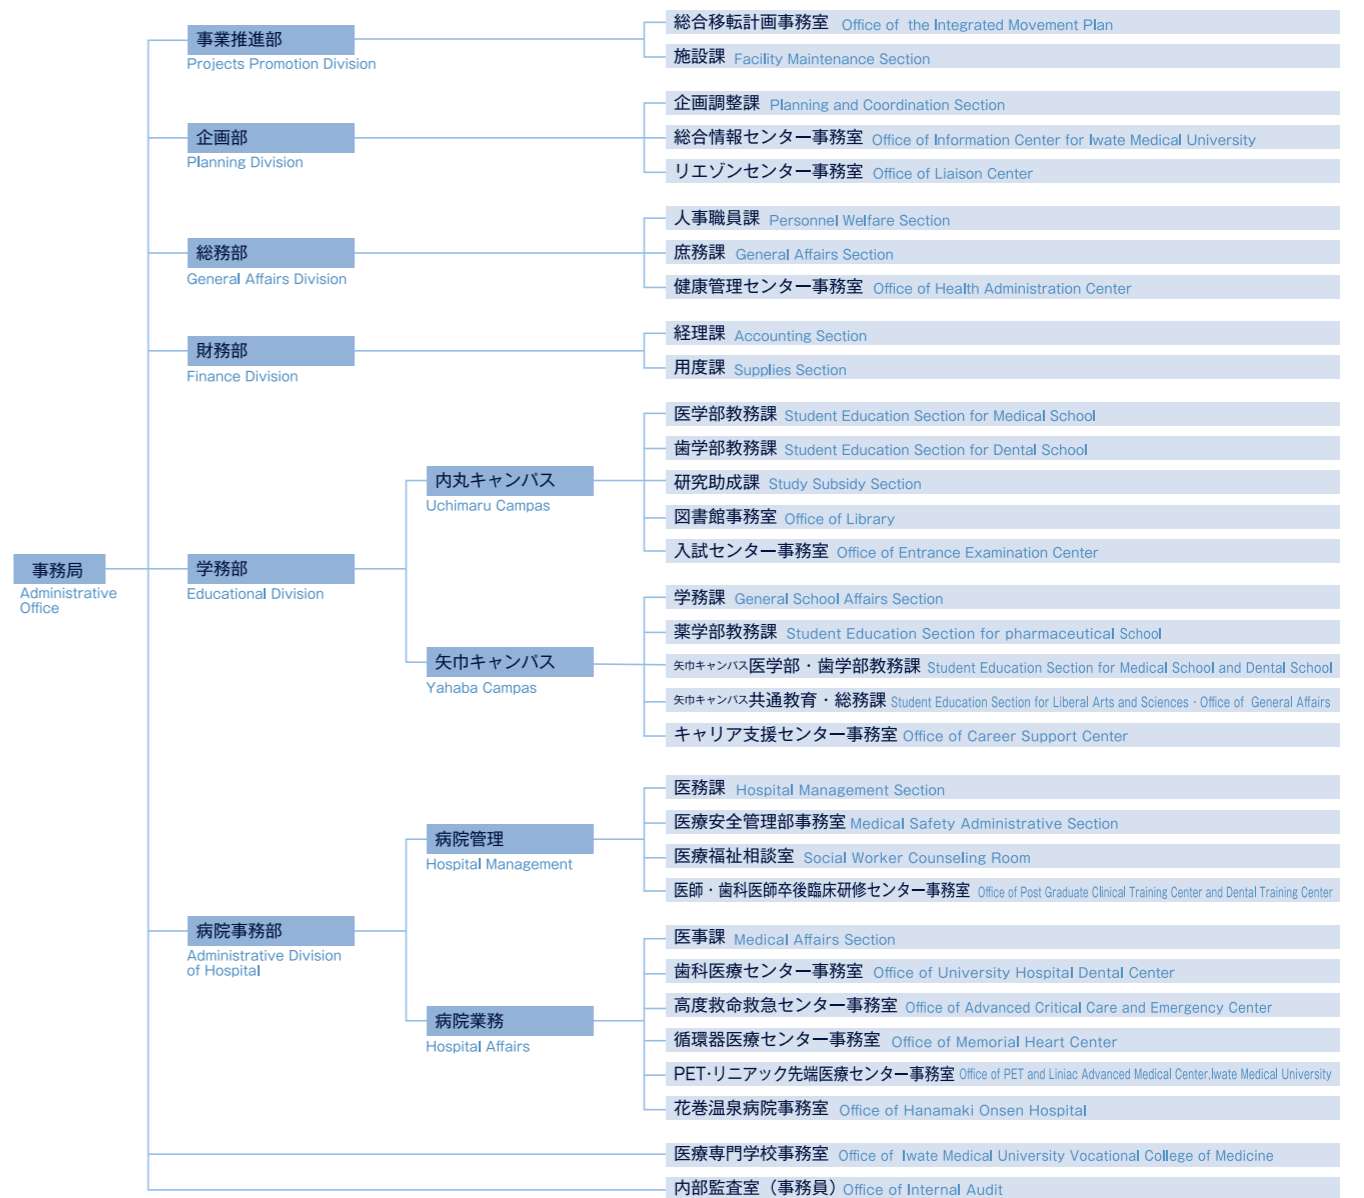 事務局
Administrative
Office
事業推進部
Projects Promotion Division
総合移転計画事務室 Office of the Integrated Movement Plan
施設課 Facility Maintenance Section
企画部
Planning Division
企画調整課 Planning and Coordination Section
総合情報センター事務室 Office of Information Center for Iwate Medical University
リエゾンセンター事務室 Office of Liaison Center
総務部
General Affairs Division
人事職員課 Personnel Welfare Section
庶務課 General Affairs Section
健康管理センター事務室 Office of Health Administration Center
財務部
Finance Division
経理課 Accounting Section
用度課 Supplies Section
学務部
Educational Division
内丸キャンパス
Uchimaru Campas
医学部教務課 Student Education Section for Medical School
歯学部教務課 Student Education Section for Dental School
研究助成課 Study Subsidy Section
図書館事務室 Office of Library
入試センター事務室 Office of Entrance Examination Center
矢巾キャンパス
Yahaba Campas
学務課 General School Affairs Section
薬学部教務課 Student Education Section for pharmaceutical School
矢巾キャンパス医学部・歯学部教務課 Student Education Section for Medical School and Dental School
矢巾キャンパス共通教育・総務課 Student Education Section for Liberal Arts and Sciences・Office of General Affairs
キャリア支援センター事務室 Office of Career Support Center
病院事務部
Administrative Division
of Hospital
病院管理
Hospital Management
医務課 Hospital Management Section
医療安全管理部事務室 Medical Safety Administrative Section
医療福祉相談室 Social Worker Counseling Room
医師・歯科医師卒後臨床研修センター事務室 Office of Post Graduate Clinical Training Center and Dental Training Center
病院業務
Hospital Affairs
医事課 Medical Affairs Section
歯科医療センター事務室 Office of University Hospital Dental Center
高度救命救急センター事務室 Office of Advanced Critical Care and Emergency Center
循環器医療センター事務室 Office of Memorial Heart Center
PET・リニアック先端医療センター事務室 Office of PET and Liniac Advanced Medical Center,Iwate Medical University
花巻温泉病院事務室 Office of Hanamaki Onsen Hospital
医療専門学校事務室 Office of Iwate Medical University Vocational College of Medicine
内部監査室（事務員）Office of Internal Audit